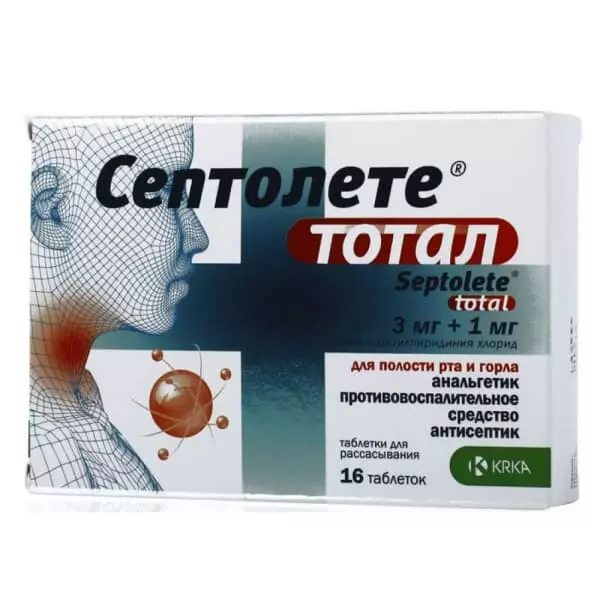 Септолете®
тотал
Septolete®
total
3 мг + 1 мг
хлорид
для полости рта и горла
анальгетик
противовоспалительное
средство
антисептик
таблетки для
рассасывания
16 таблеток
KRKA